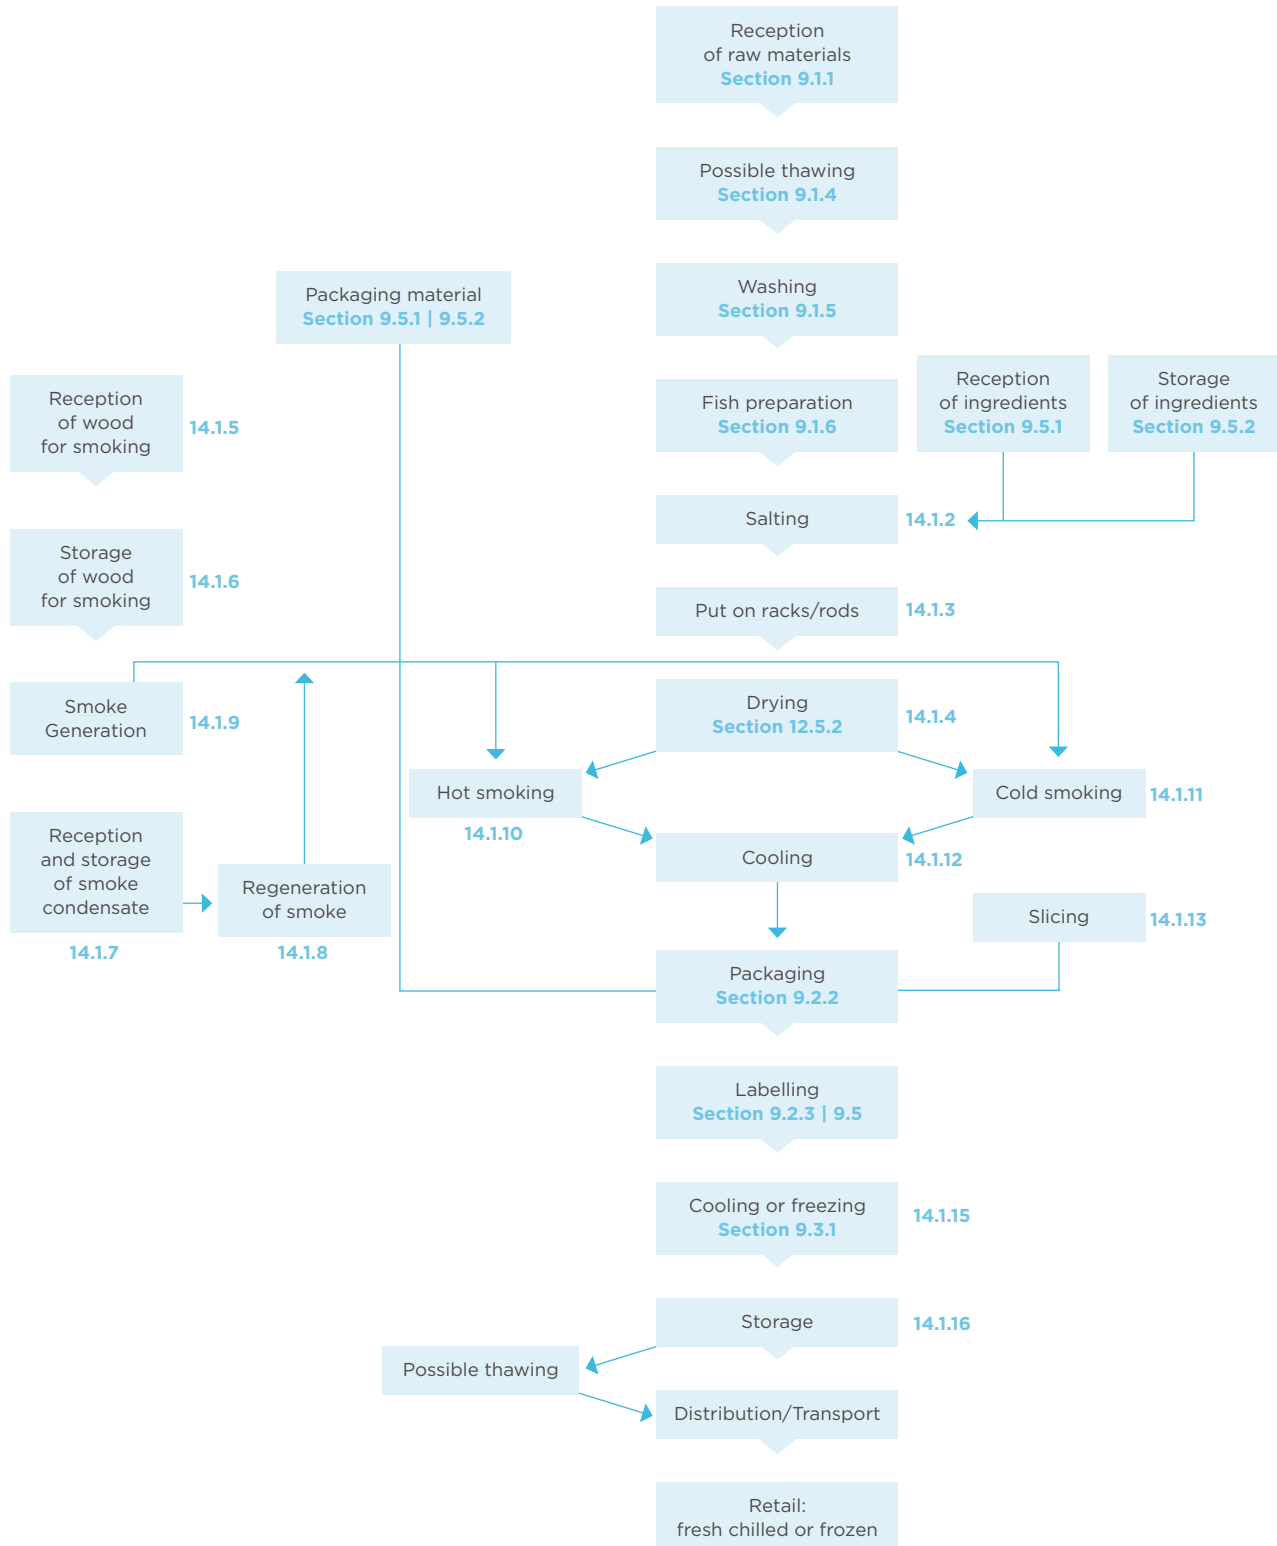 Reception
of raw materials
Section 9.1.1
Possible thawing
Section 9.1.4
Washing
Section 9.1.5
Packaging material
Section 9.5.1 | 9.5.2
Fish preparation
Section 9.1.6
Reception
of ingredients
Section 9.5.1
Storage
of ingredients
Section 9.5.2
Reception
of wood
for smoking
14.1.5
Salting
14.1.2
Storage
of wood
for smoking
14.1.6
Put on racks/rods
14.1.3
Smoke
Generation
14.1.9
Drying
Section 12.5.2
14.1.4
Hot smoking
14.1.10
Cold smoking
14.1.11
Reception
and storage
of smoke
condensate
14.1.7
Regeneration
of smoke
14.1.8
Cooling
14.1.12
Slicing
14.1.13
Packaging
Section 9.2.2
Labelling
Section 9.2.3 | 9.5
Cooling or freezing
Section 9.3.1
14.1.15
Storage
14.1.16
Possible thawing
Distribution/Transport
Retail:
fresh chilled or frozen